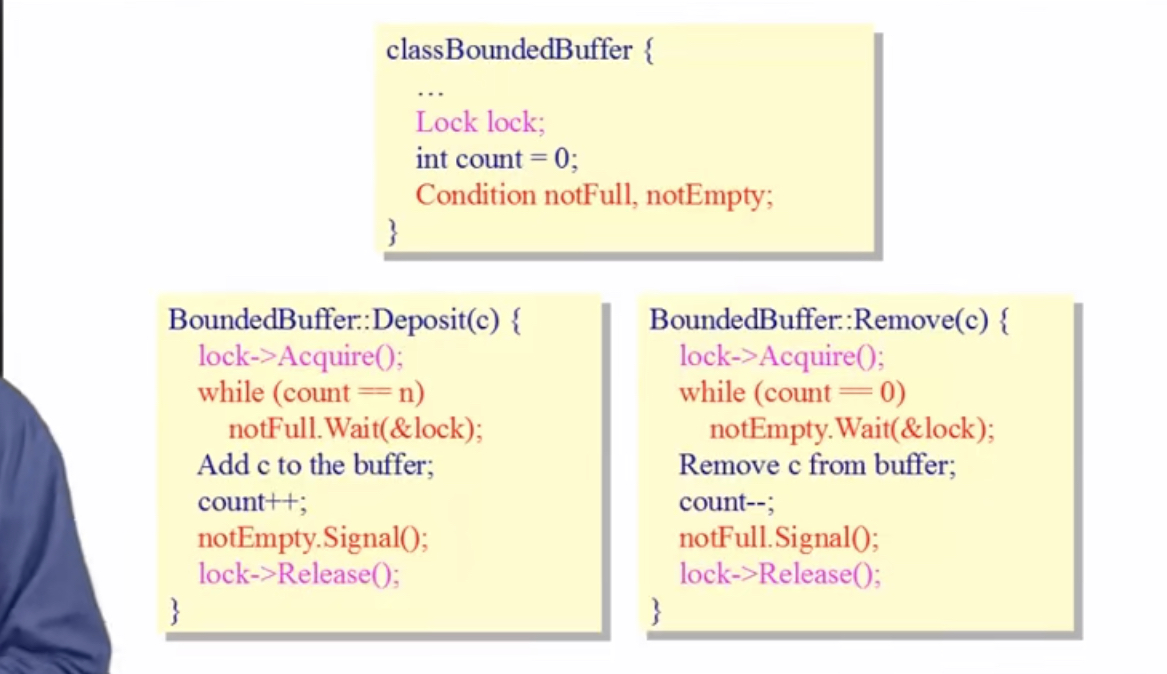 classBoundedBuffer {
...
Lock lock;
int count = 0;
Condition notFull, notEmpty;
}
BoundedBuffer::Deposit(c) {
lock->Acquire();
while (count == n)
notFull.Wait(&lock);
Add c to the buffer;
count++;
notEmpty.Signal();
lock->Release();
}
BoundedBuffer::Remove(c) {
lock->Acquire();
while (count == 0)
notEmpty.Wait(&lock);
Remove c from buffer;
count--;
notFull.Signal();
lock->Release();
}